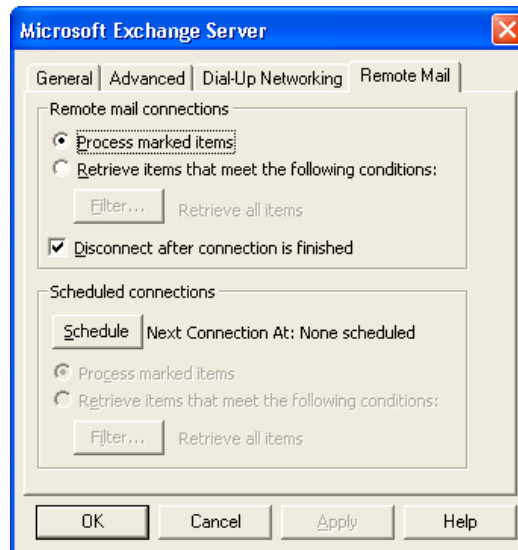 Microsoft Exchange Server
General Advanced Dial-Up Networking Remote Mail
Remote mail connections
Process marked items
Retrieve items that meet the following conditions:
Filter... Retrieve all items
Disconnect after connection is finished
Scheduled connections
Schedule Next Connection At: None scheduled
Process marked items
Retrieve items that meet the following conditions:
Filter... Retrieve all items
OK Cancel Apply Help